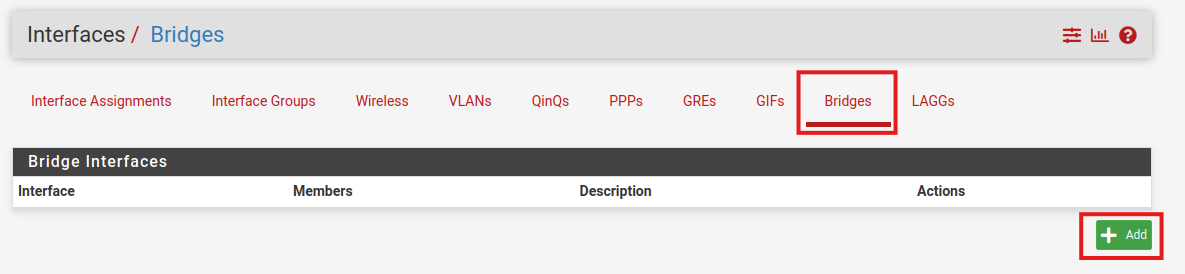 Interfaces / Bridges
Interface Assignments Interface Groups Wireless VLANs QinQs PPPs GREs GIFs Bridges LAGGs
Bridge Interfaces
Interface Members Description Actions
Add